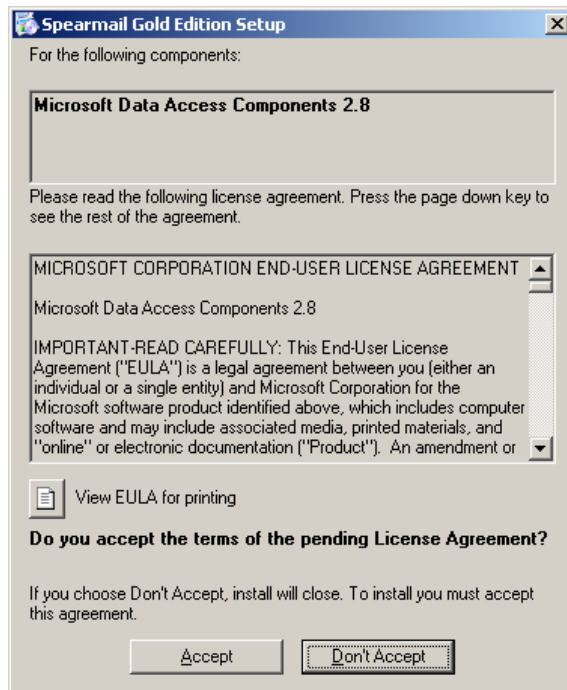 Spearmail Gold Edition Setup
For the following components:
Microsoft Data Access Components 2.8
Please read the following license agreement. Press the page down key to
see the rest of the agreement.
MICROSOFT CORPORATION END-USER LICENSE AGREEMENT
Microsoft Data Access Components 2.8
IMPORTANT-READ CAREFULLY: This End-User License
Agreement ("EULA") is a legal agreement between you (either an
individual or a single entity) and Microsoft Corporation for the
Microsoft software product identified above, which includes computer
software and may include associated media, printed materials, and
"online" or electronic documentation ("Product").  An amendment or
View EULA for printing
Do you accept the terms of the pending License Agreement?
If you choose Don't Accept, install will close. To install you must accept
this agreement.
Accept
Don't Accept